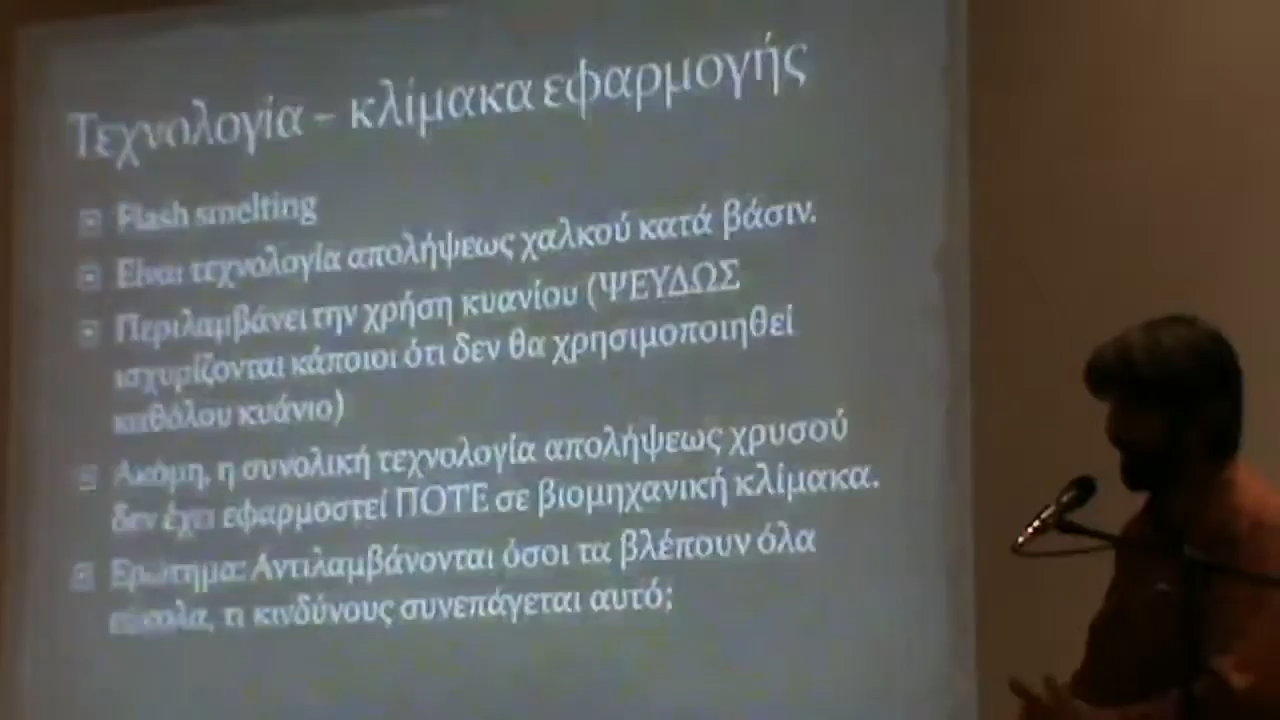 Τεχνολογία – κλίμακα εφαρμογής
Flash smelting
Είναι τεχνολογία απολήψεως χαλκού κατά βάσιν.
Περιλαμβάνει την χρήση κυανίου (ΨΕΥΔΩΣ
ισχυρίζονται κάποιοι ότι δεν θα χρησιμοποιηθεί
καθόλου κυάνιο)
Ακόμη, η συνολική τεχνολογία απολήψεως χρυσού
δεν έχει εφαρμοστεί ΠΟΤΕ σε βιομηχανική κλίμακα.
Ερώτημα: Αντιλαμβάνονται όσοι τα βλέπουν όλα
εύκολα, τι κινδύνους συνεπάγεται αυτό;